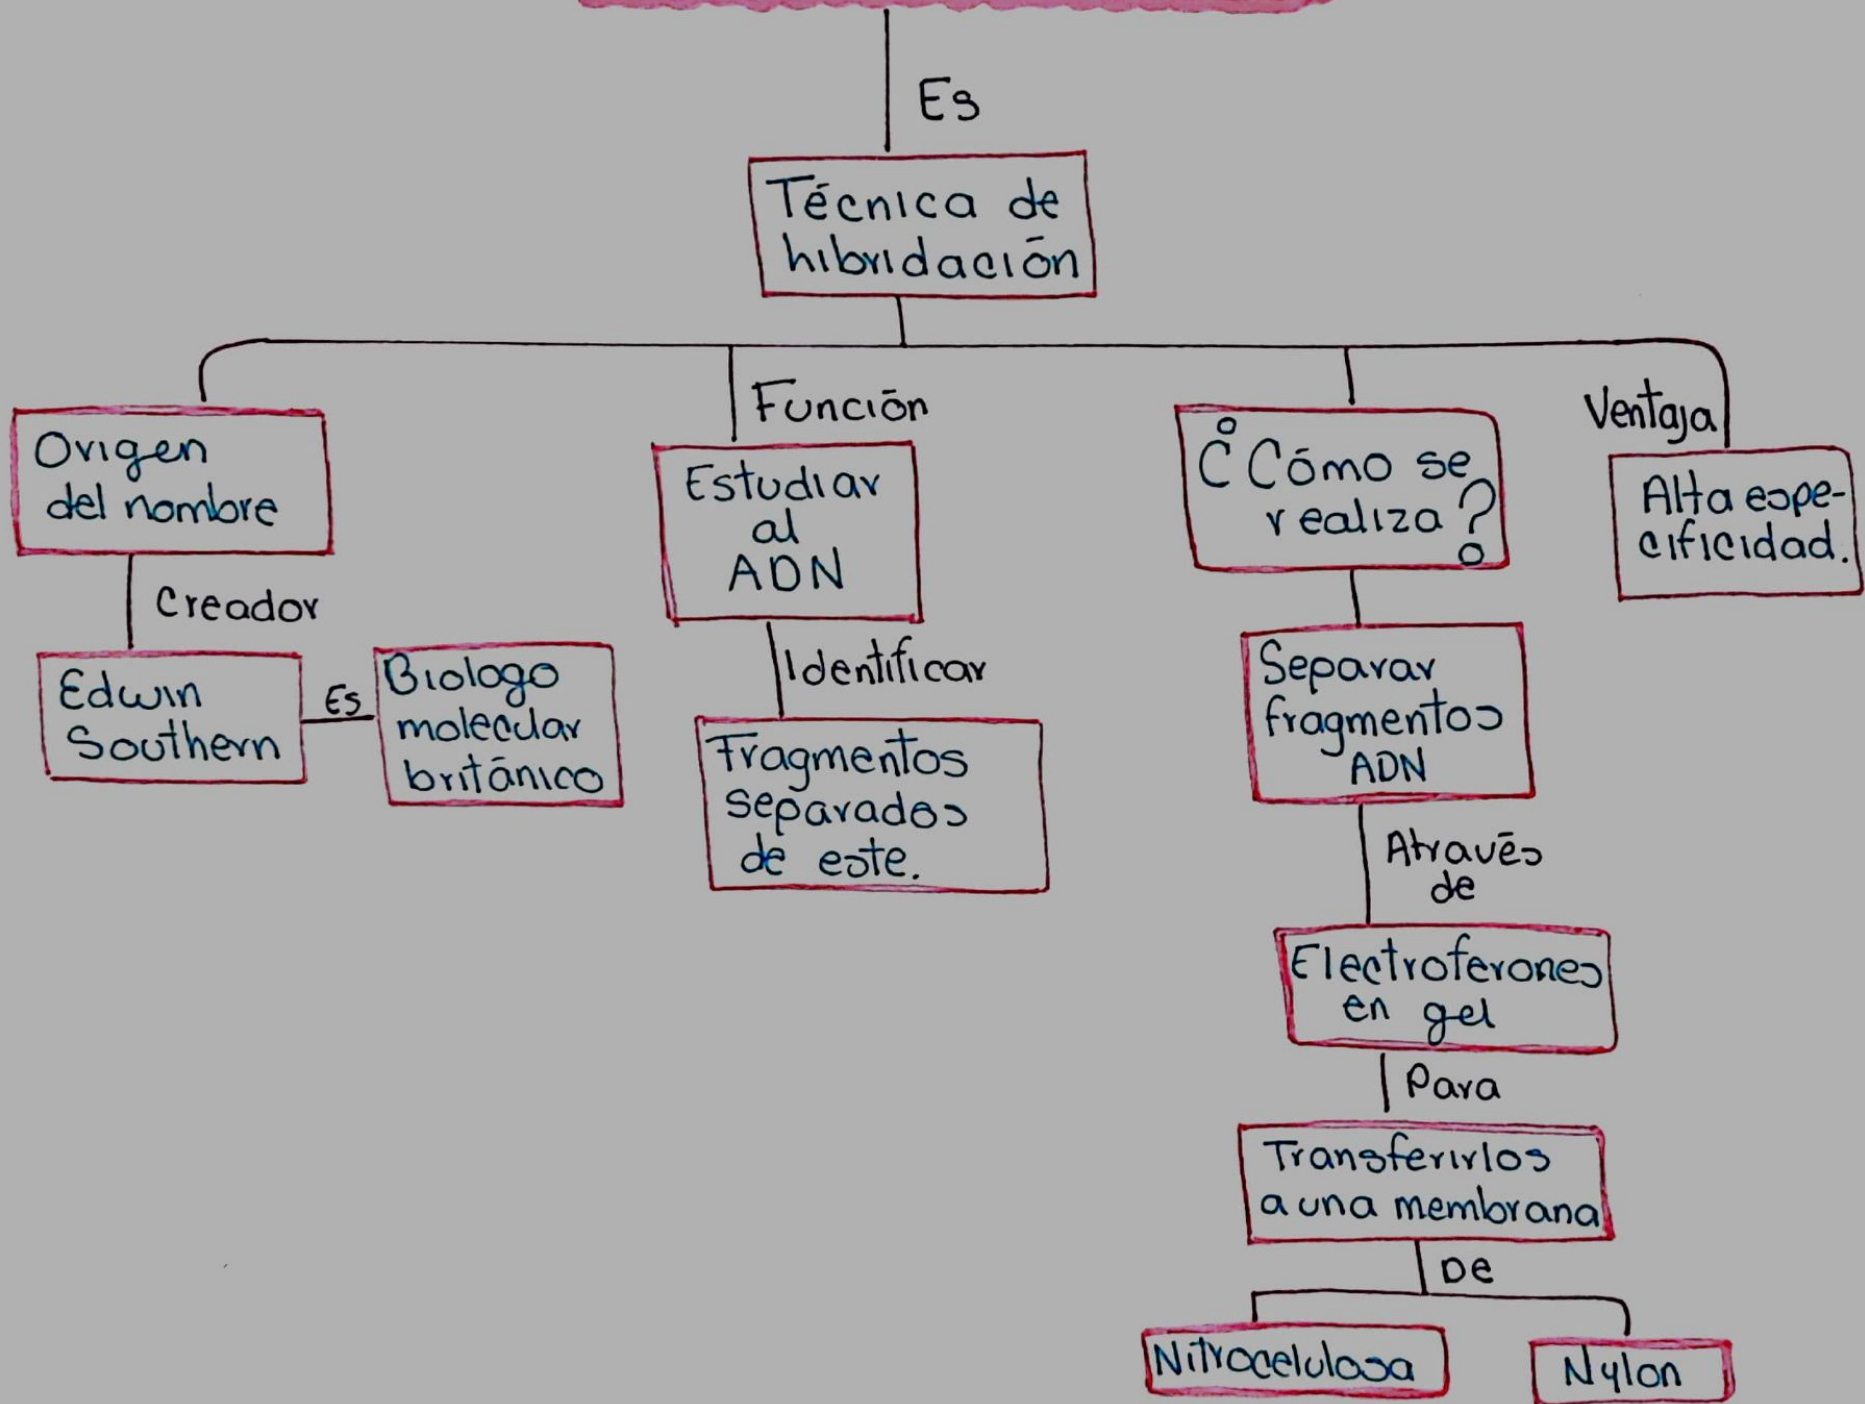 Es
Técnica de
hibridación
Origen
del nombre
Creador
Edwin
Southern
Es
Biologo
molecular
británico
Función
Estudiar
al
ADN
Identificar
Fragmentos
separados
de este.
¿Cómo se
realiza?
Separar
fragmentos
ADN
Através
de
Electroferones
en gel
Para
Transferirlos
a una membrana
De
Nitrocelulosa
Nylon
Ventaja
Alta espe-
cificidad.